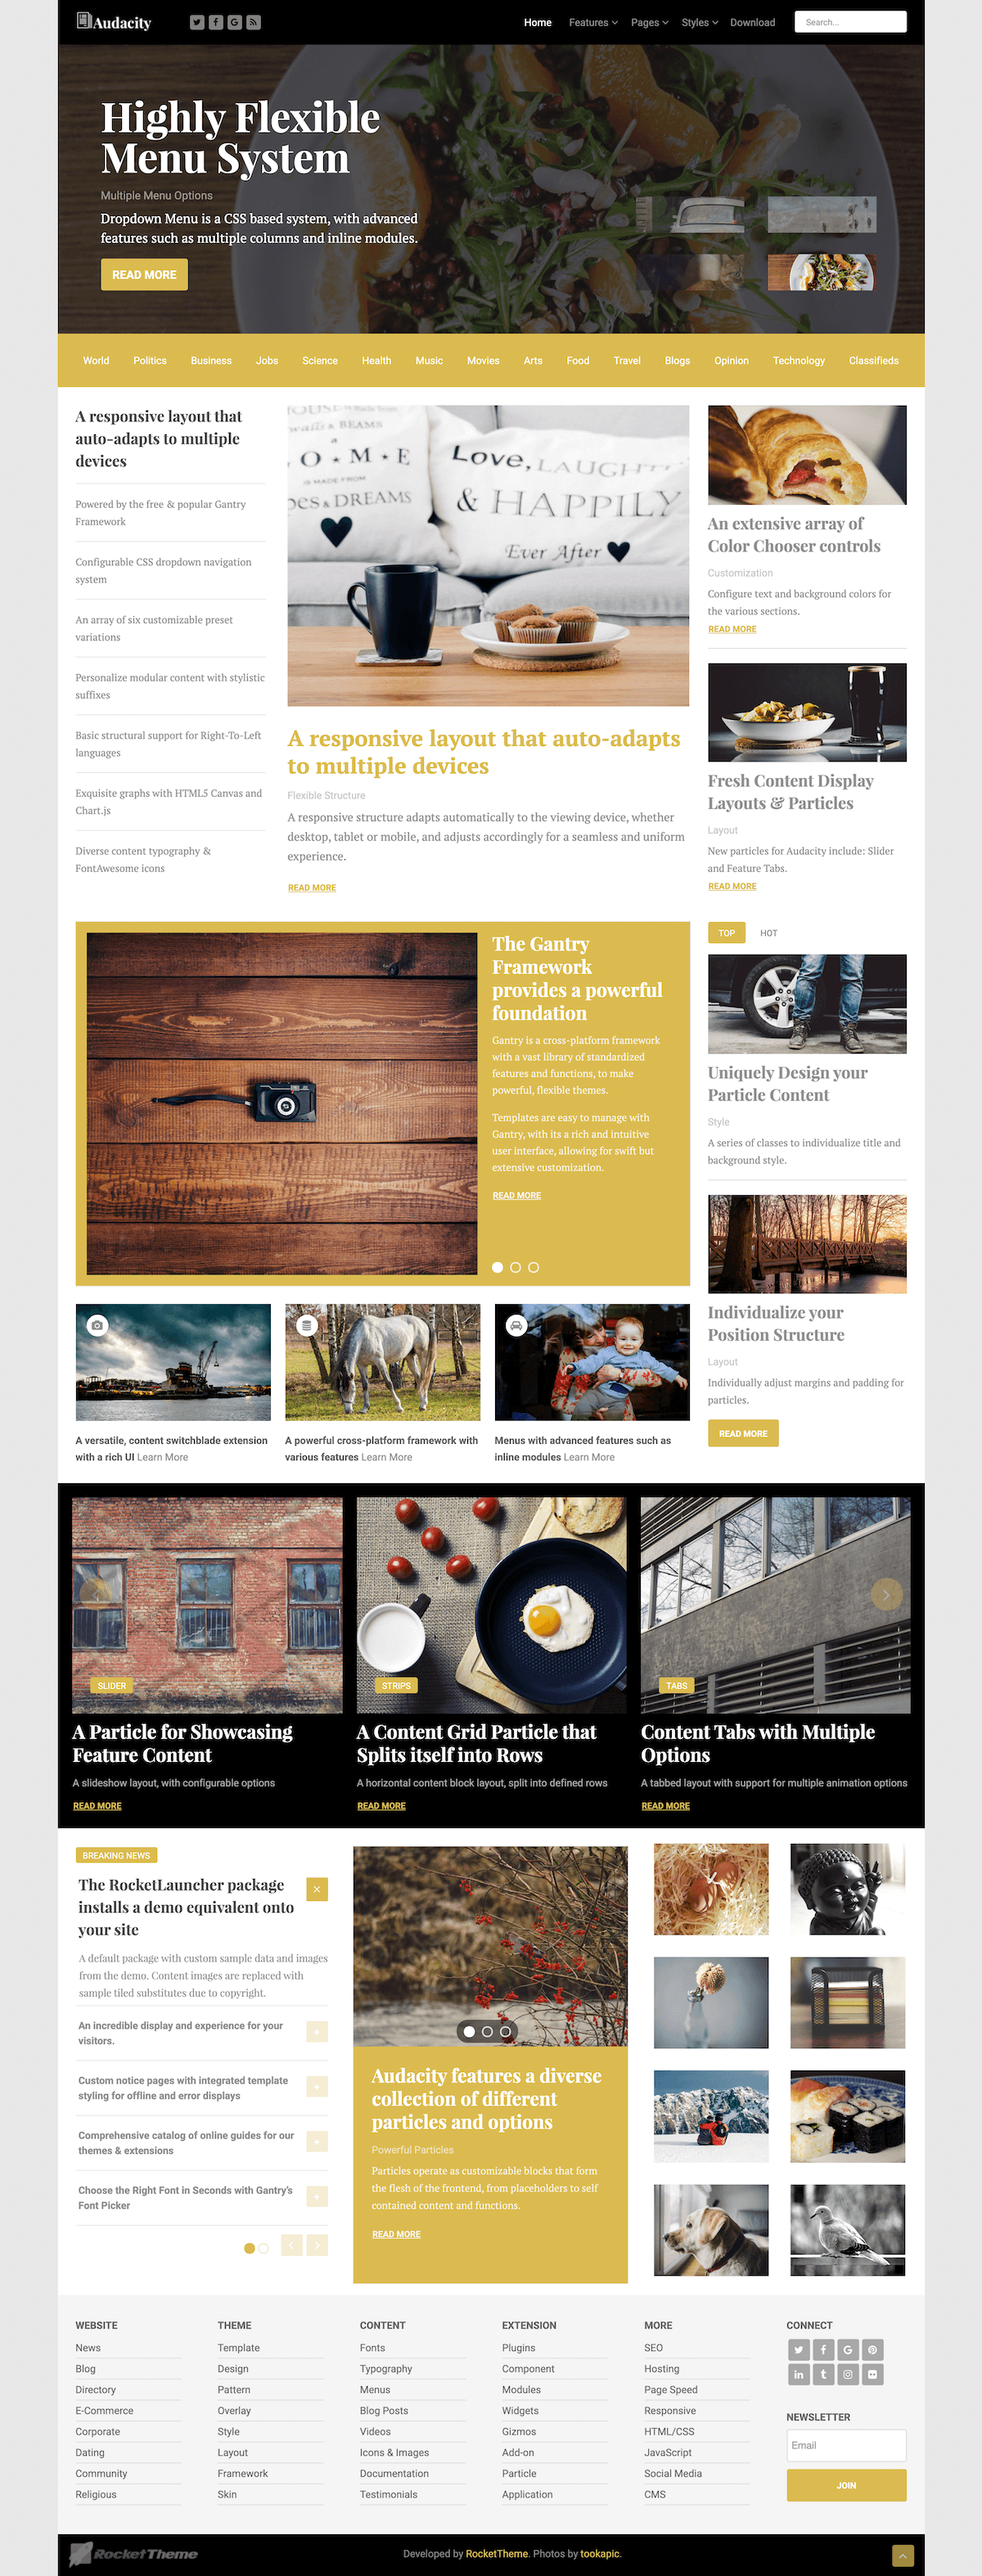 Audacity
Home
Features
Pages
Styles
Download
Search...
Highly Flexible
Menu System
Multiple Menu Options
Dropdown Menu is a CSS based system, with advanced
features such as multiple columns and inline modules.
READ MORE
World
Politics
Business
Jobs
Science
Health
Music
Movies
Arts
Food
Travel
Blogs
Opinion
Technology
Classifieds
A responsive layout that
auto-adapts to multiple
devices
Powered by the free & popular Gantry
Framework
Configurable CSS dropdown navigation
system
An array of six customizable preset
variations
Personalize modular content with stylistic
suffixes
Basic structural support for Right-To-Left
languages
Exquisite graphs with HTML5 Canvas and
Chart.js
Diverse content typography &
FontAwesome icons
& BEAMS
HOME
IS MADE FROM
& DREAMS
Love, LAUGHT
& HAPPILY
Ever After
A responsive layout that auto-adapts
to multiple devices
Flexible Structure
A responsive structure adapts automatically to the viewing device, whether
desktop, tablet or mobile, and adjusts accordingly for a seamless and uniform
experience.
READ MORE
An extensive array of
Color Chooser controls
Customization
Configure text and background colors for
the various sections.
READ MORE
Fresh Content Display
Layouts & Particles
Layout
New particles for Audacity include: Slider
and Feature Tabs.
READ MORE
The Gantry
Framework
provides a powerful
foundation
Gantry is a cross-platform framework
with a vast library of standardized
features and functions, to make
powerful, flexible themes.
Templates are easy to manage with
Gantry, with its a rich and intuitive
user interface, allowing for swift but
extensive customization.
READ MORE
TOP
HOT
Uniquely Design your
Particle Content
Style
A series of classes to individualize title and
background style.
Individualize your
Position Structure
Layout
Individually adjust margins and padding for
particles.
READ MORE
A versatile, content switchblade extension
with a rich UI Learn More
A powerful cross-platform framework with
various features Learn More
Menus with advanced features such as
inline modules Learn More
SLIDER
A Particle for Showcasing
Feature Content
A slideshow layout, with configurable options
READ MORE
STRIPS
A Content Grid Particle that
Splits itself into Rows
A horizontal content block layout, split into defined rows
READ MORE
TABS
Content Tabs with Multiple
Options
A tabbed layout with support for multiple animation options
READ MORE
BREAKING NEWS
The RocketLauncher package
installs a demo equivalent onto
your site
A default package with custom sample data and images
from the demo. Content images are replaced with
sample tiled substitutes due to copyright.
An incredible display and experience for your
visitors.
Custom notice pages with integrated template
styling for offline and error displays
Comprehensive catalog of online guides for our
themes & extensions
Choose the Right Font in Seconds with Gantry's
Font Picker
Audacity features a diverse
collection of different
particles and options
Powerful Particles
Particles operate as customizable blocks that form
the flesh of the frontend, from placeholders to self
contained content and functions.
READ MORE
WEBSITE
News
Blog
Directory
E-Commerce
Corporate
Dating
Community
Religious
THEME
Template
Design
Pattern
Overlay
Style
Layout
Framework
Skin
CONTENT
Fonts
Typography
Menus
Blog Posts
Videos
Icons & Images
Documentation
Testimonials
EXTENSION
Plugins
Component
Modules
Widgets
Gizmos
Add-on
Particle
Application
MORE
SEO
Hosting
Page Speed
Responsive
HTML/CSS
JavaScript
Social Media
CMS
CONNECT
NEWSLETTER
Email
JOIN
RocketTheme
Developed by RocketTheme. Photos by tookapic.